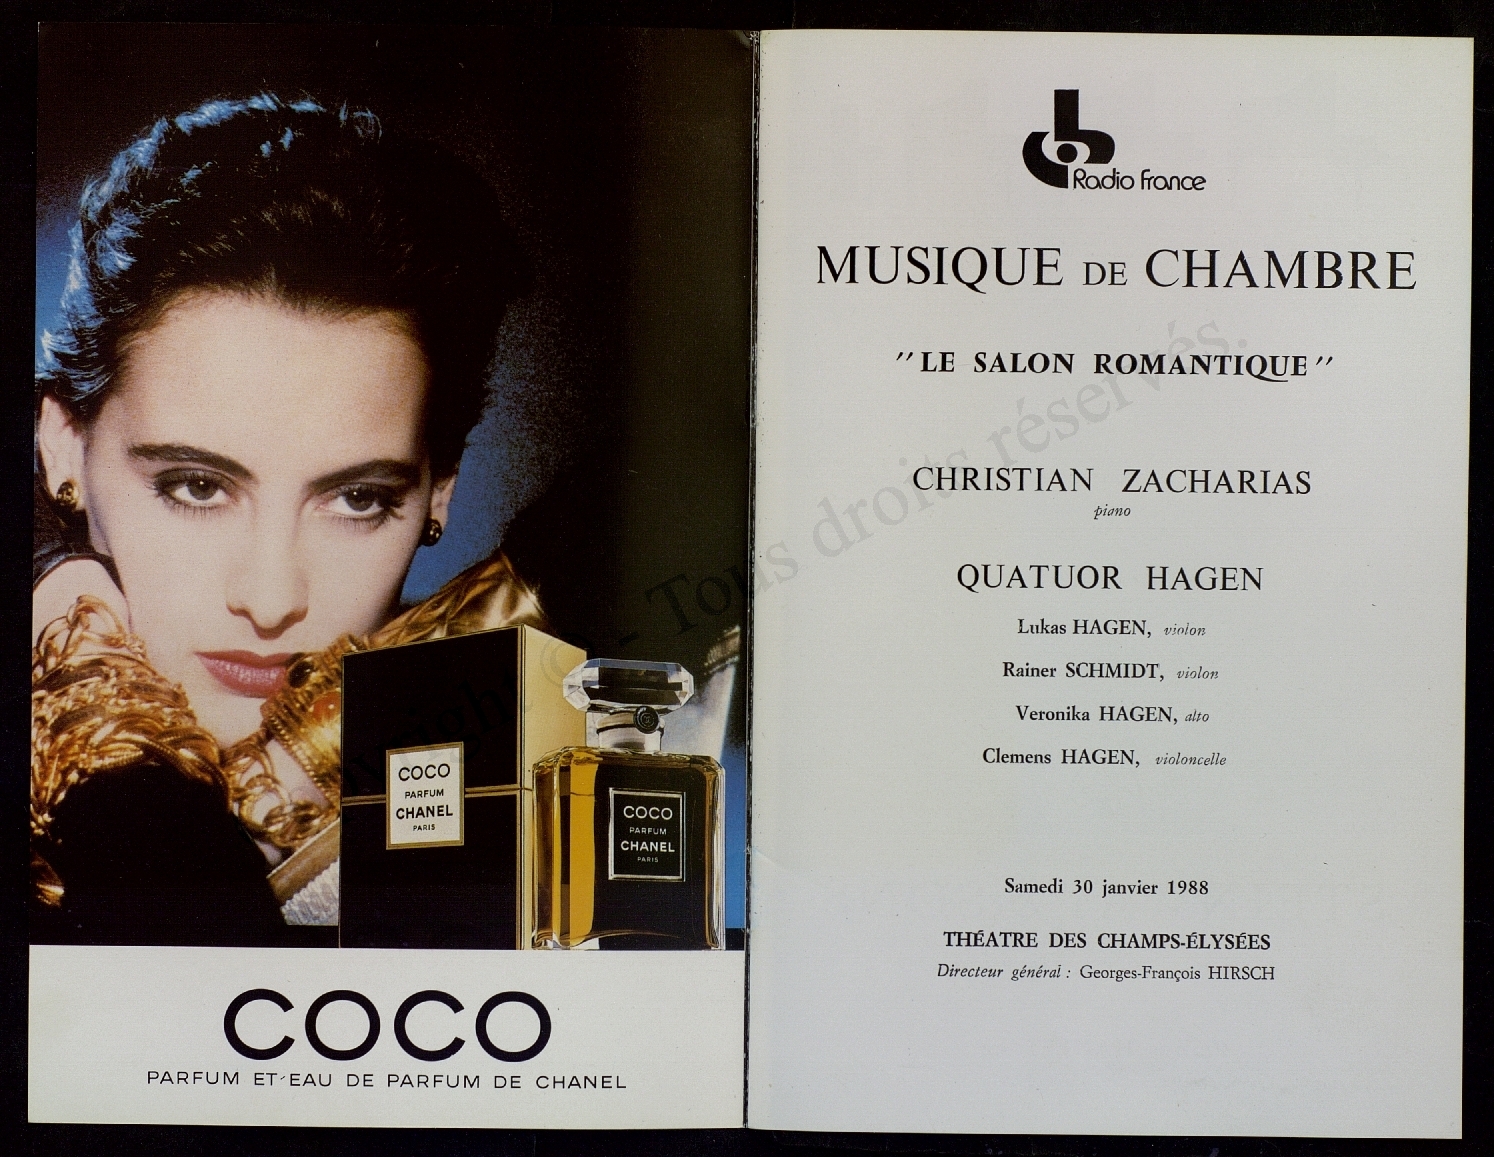 COCO
PARFUM
CHANEL
PARIS
COCO
PARFUM
CHANEL
PARIS
COCO
PARFUM ET EAU DE PARFUM DE CHANEL
Radio france
MUSIQUE DE CHAMBRE
"LE SALON ROMANTIQUE"
CHRISTIAN ZACHARIAS
piano
QUATUOR HAGEN
Lukas HAGEN, violon
Rainer SCHMIDT, violon
Veronika HAGEN, alto
Clemens HAGEN, violoncelle
Samedi 30 janvier 1988
THÉATRE DES CHAMPS-ÉLYSÉES
Directeur général : Georges-François HIRSCH
© - Tous droits réservés.